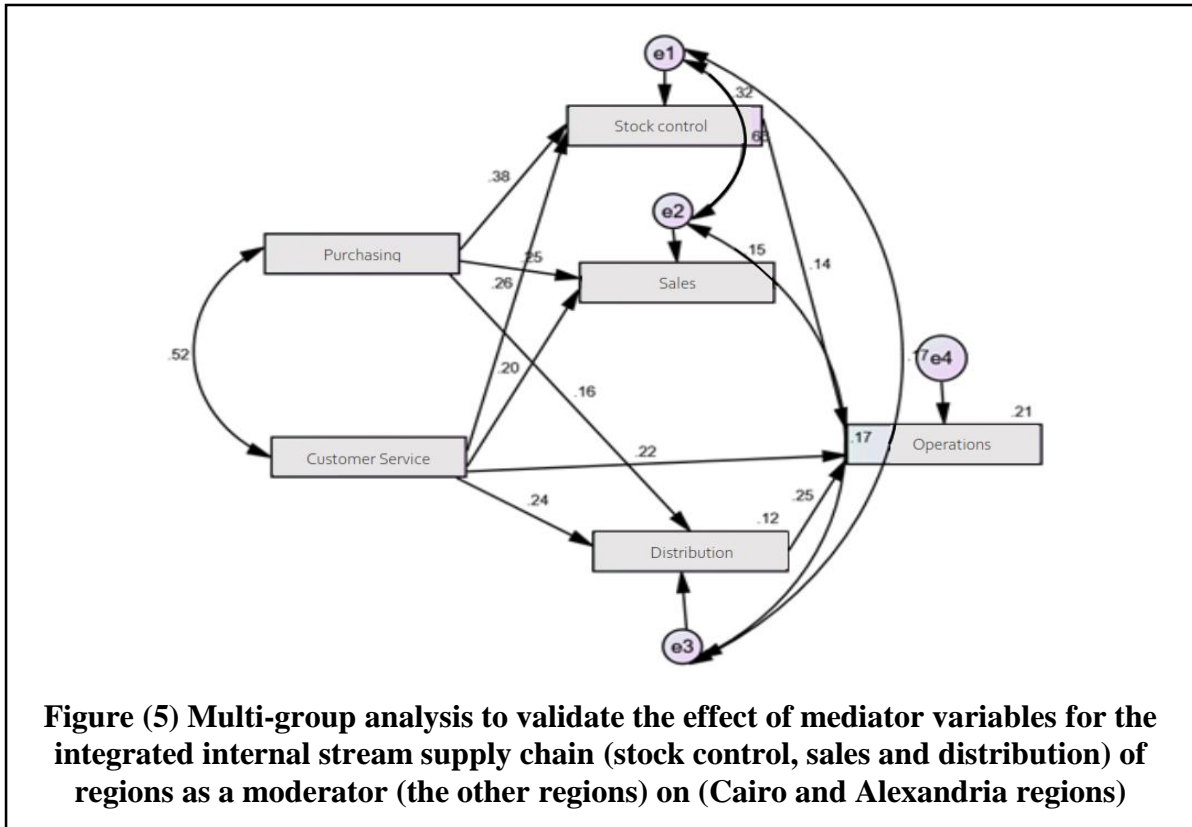 e1
.32
Stock control
.38
e2
Purchasing
.25
.15
.14
.26
Sales
.52
.20
.16
.17
e4
.21
.17
Operations
Customer Service
.22
.24
.25
.12
Distribution
e3
Figure (5) Multi-group analysis to validate the effect of mediator variables for the
integrated internal stream supply chain (stock control, sales and distribution) of
regions as a moderator (the other regions) on (Cairo and Alexandria regions)